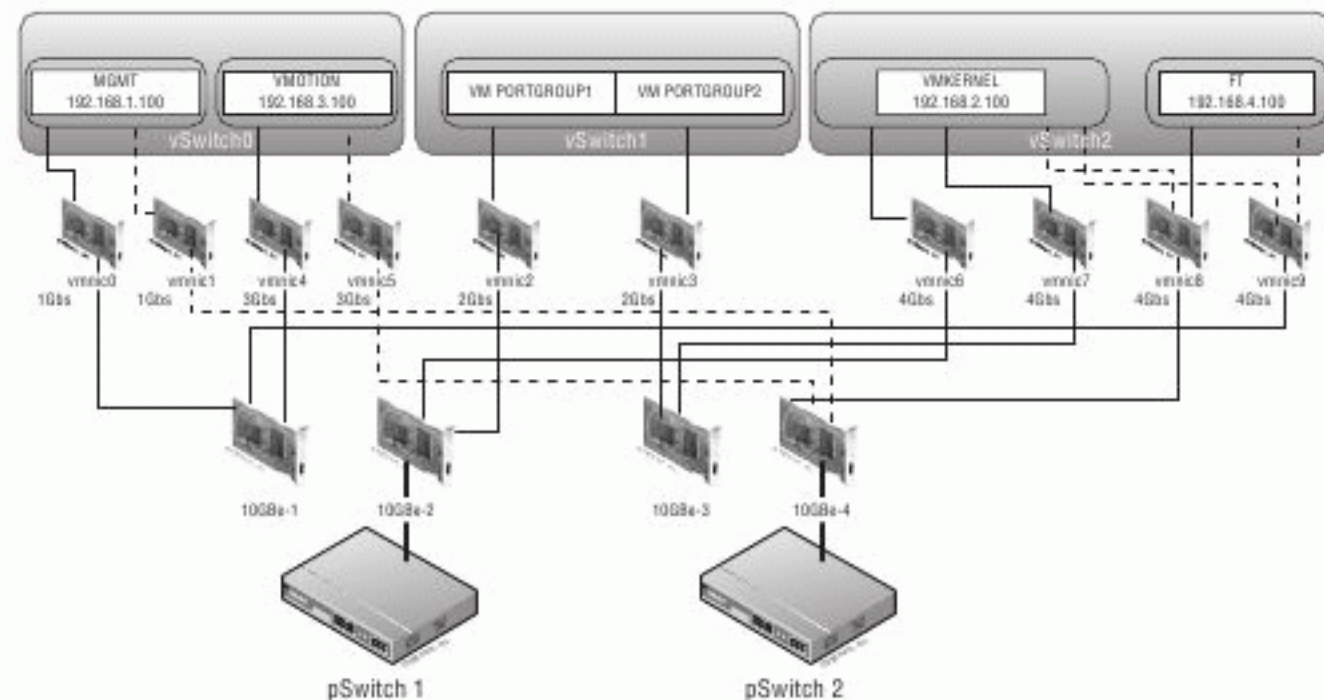 MGMT
192.168.1.100
VMOTION
192.168.3.100
vSwitch0
VM PORTGROUP1
VM PORTGROUP2
vSwitch1
VMKERNEL
192.168.2.100
FT
192.168.4.100
vSwitch2
vmnic0
1Gbs
vmnic1
1Gbs
vmnic4
3Gbs
vmnic5
3Gbs
vmnic2
2Gbs
vmnic3
2Gbs
vmnic6
4Gbs
vmnic7
4Gbs
vmnic8
4Gbs
vmnic9
4Gbs
10GBe-1
10GBe-2
10GBe-3
10GBe-4
pSwitch 1
pSwitch 2